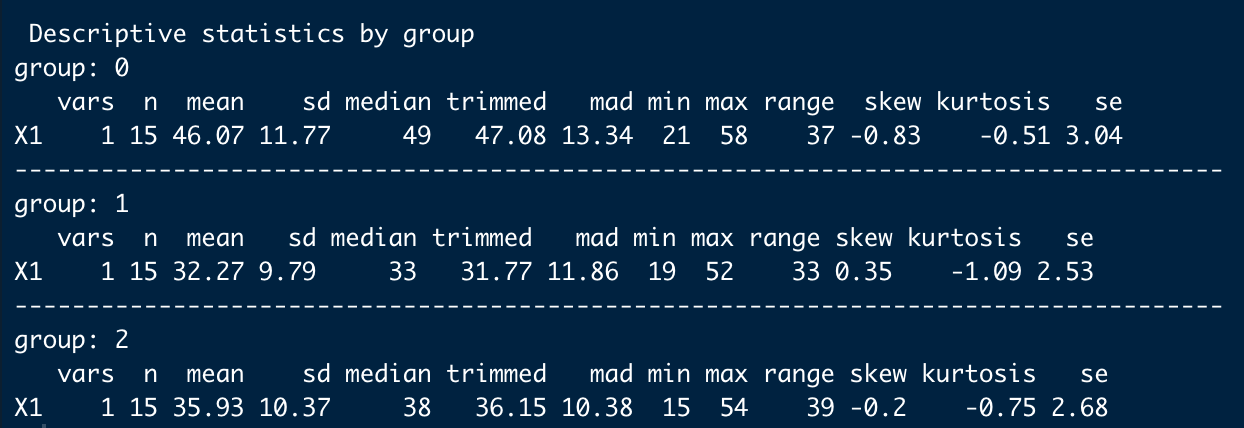 Descriptive statistics by group
group: 0
   vars  n  mean    sd median trimmed   mad min max range  skew kurtosis   se
X1    1 15 46.07 11.77     49   47.08 13.34  21  58    37 -0.83    -0.51 3.04
------------------------------------------------------------------------------------
group: 1
   vars  n  mean   sd median trimmed   mad min max range skew kurtosis   se
X1    1 15 32.27 9.79     33   31.77 11.86  19  52    33 0.35    -1.09 2.53
------------------------------------------------------------------------------------
group: 2
   vars  n  mean    sd median trimmed   mad min max range skew kurtosis   se
X1    1 15 35.93 10.37     38   36.15 10.38  15  54    39 -0.2    -0.75 2.68